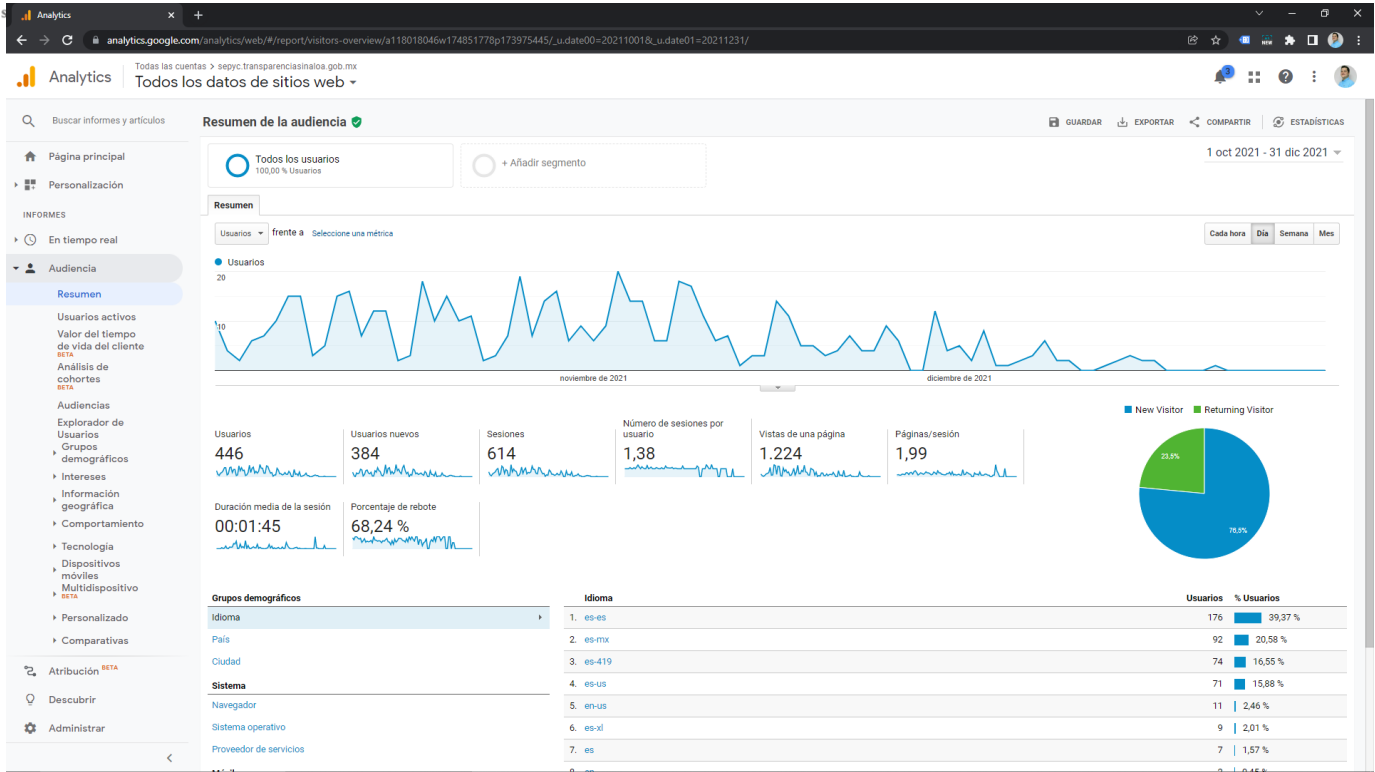 Analytics
analytics.google.com/analytics/web/#/report/visitors-overview/a118018046w174851778p173975445/_u.date00=20211001&_u.date01=20211231/
NEW
Analytics
Todas las cuentas > sepyc.transparenciasinaloa.gob.mx
Todos los datos de sitios web
3
Buscar informes y artículos
Página principal
Personalización
INFORMES
En tiempo real
Audiencia
Resumen
Usuarios activos
Valor del tiempo
de vida del cliente
BETA
Análisis de
cohortes
BETA
Audiencias
Explorador de
Usuarios
Grupos
demográficos
Intereses
Información
geográfica
Comportamiento
Tecnología
Dispositivos
móviles
Multidispositivo
BETA
Personalizado
Comparativas
Atribución BETA
Descubrir
Administrar
Resumen de la audiencia
GUARDAR
EXPORTAR
COMPARTIR
ESTADÍSTICAS
Todos los usuarios
100,00 % Usuarios
+ Añadir segmento
1 oct 2021 - 31 dic 2021
Resumen
Usuarios frente a Seleccione una métrica
Cada hora Día Semana Mes
Usuarios
20
10
noviembre de 2021
diciembre de 2021
New Visitor Returning Visitor
23,5%
76,5%
Usuarios
446
Usuarios nuevos
384
Sesiones
614
Número de sesiones por
usuario
1,38
Vistas de una página
1.224
Páginas/sesión
1,99
Duración media de la sesión
00:01:45
Porcentaje de rebote
68,24 %
Grupos demográficos
Idioma
País
Ciudad
Sistema
Navegador
Sistema operativo
Proveedor de servicios
Idioma Usuarios % Usuarios
1. es-es 176 39,37 %
2. es-mx 92 20,58 %
3. es-419 74 16,55 %
4. es-us 71 15,88 %
5. en-us 11 2,46 %
6. es-xl 9 2,01 %
7. es 7 1,57 %